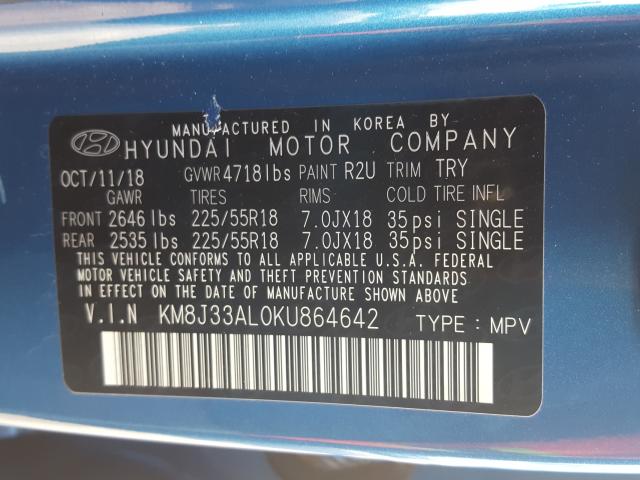 MANUFACTURED IN KOREA BY
HYUNDAI MOTOR COMPANY
OCT/11/18 GVWR 4718lbs PAINT R2U TRIM TRY
GAWR TIRES RIMS COLD TIRE INFL
FRONT 2646 lbs 225/55R18 7.0JX18 35psi SINGLE
REAR 2535 lbs 225/55R18 7.0JX18 35psi SINGLE
THIS VEHICLE CONFORMS TO ALL APPLICABLE U.S.A. FEDERAL
MOTOR VEHICLE SAFETY AND THEFT PREVENTION STANDARDS
IN EFFECT ON THE DATE OF MANUFACTURE SHOWN ABOVE
V.I.N KM8J33AL0KU864642 TYPE : MPV